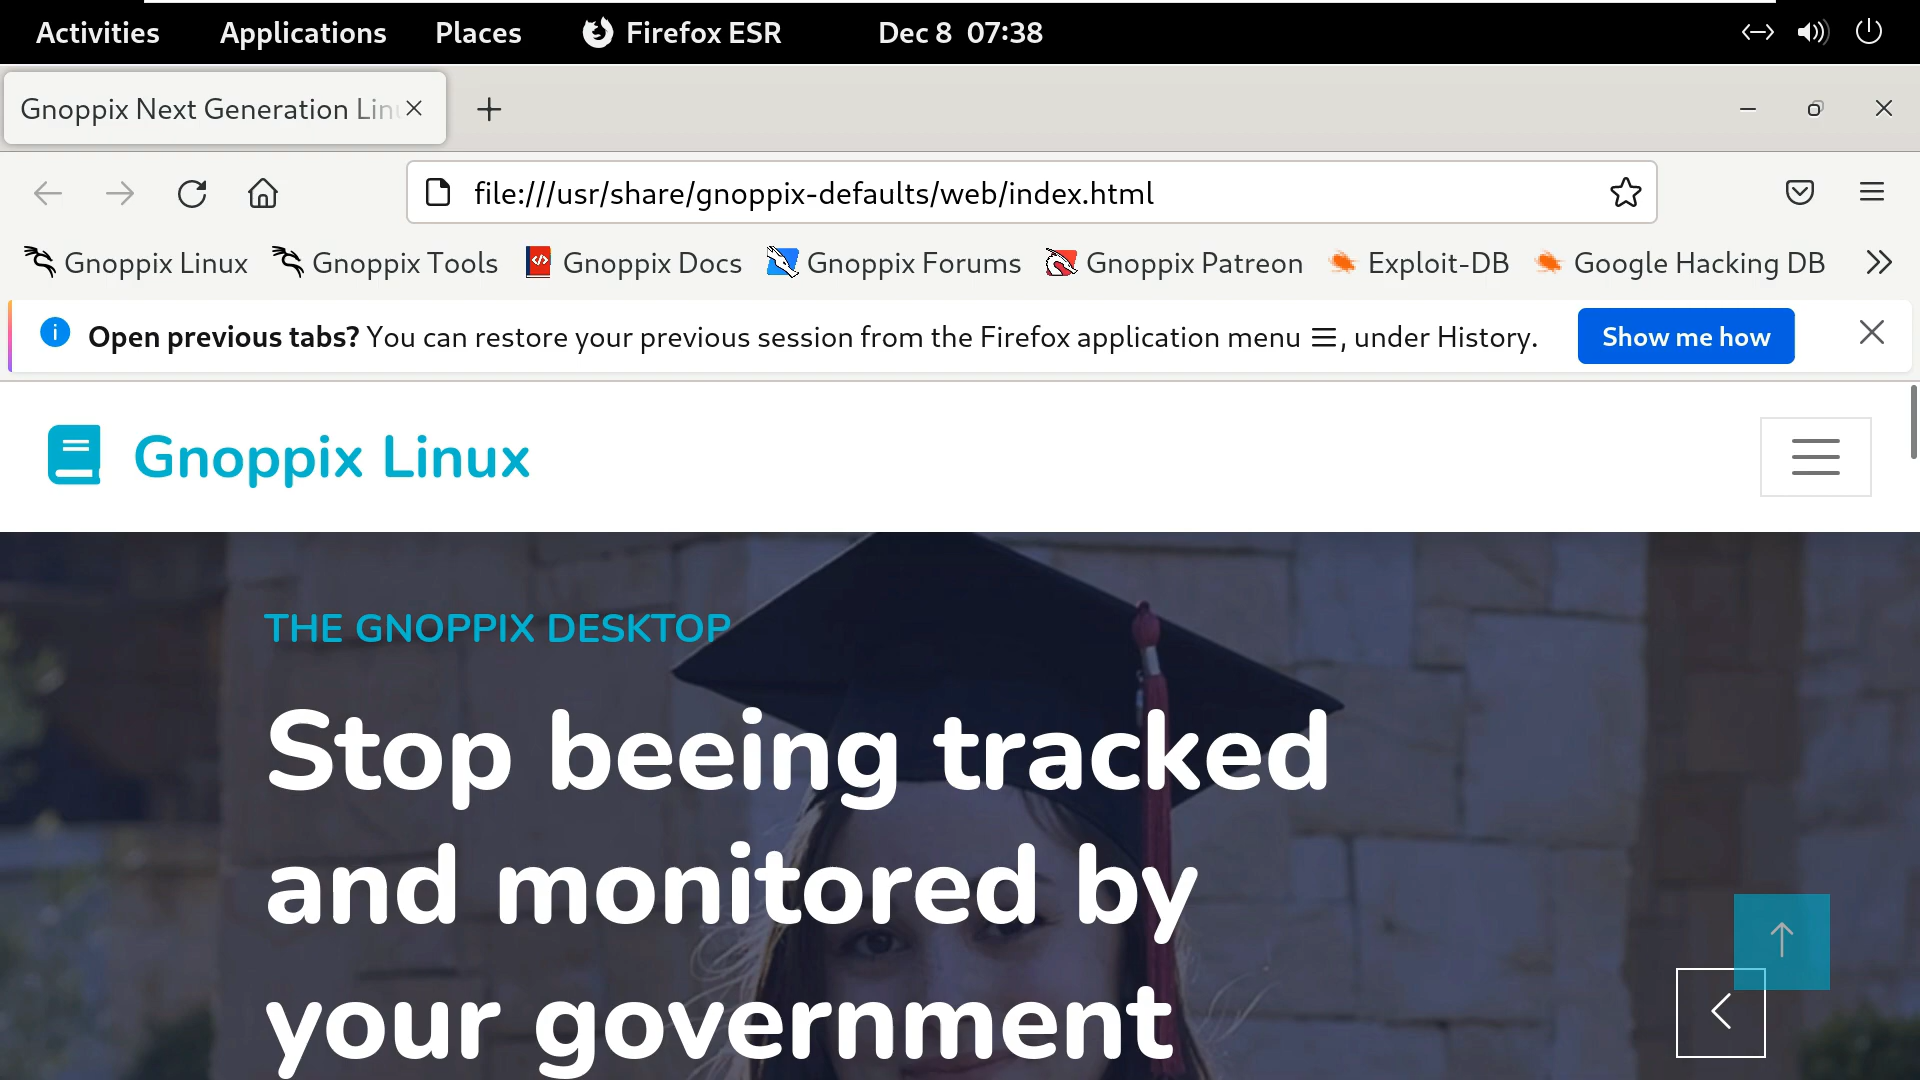 Activities Applications Places Firefox ESR Dec 8 07:38
Gnoppix Next Generation Linu
file:///usr/share/gnoppix-defaults/web/index.html
Gnoppix Linux Gnoppix Tools Gnoppix Docs Gnoppix Forums Gnoppix Patreon Exploit-DB Google Hacking DB
Open previous tabs? You can restore your previous session from the Firefox application menu ☰, under History. Show me how
Gnoppix Linux
THE GNOPPIX DESKTOP
Stop beeing tracked
and monitored by
your government